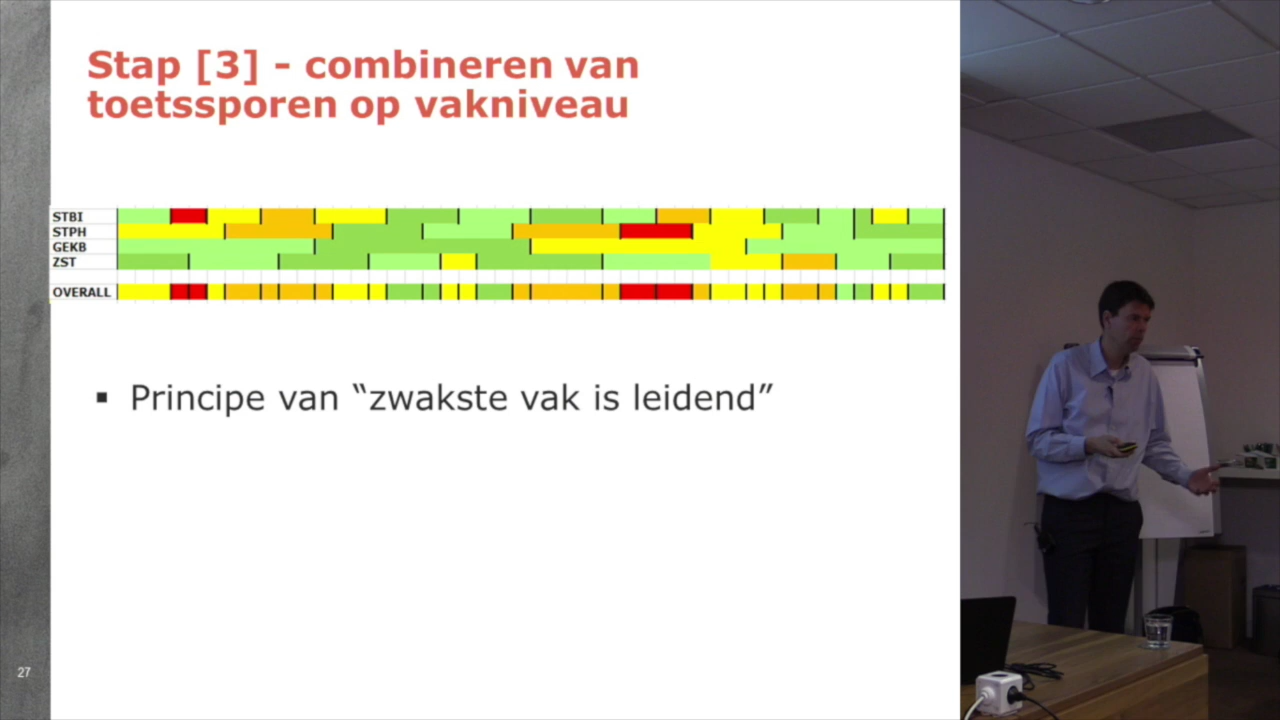 Stap [3] - combineren van
toetssporen op vakniveau
STBI
STPH
GEKB
ZST
OVERALL
▪ Principe van “zwakste vak is leidend”
27